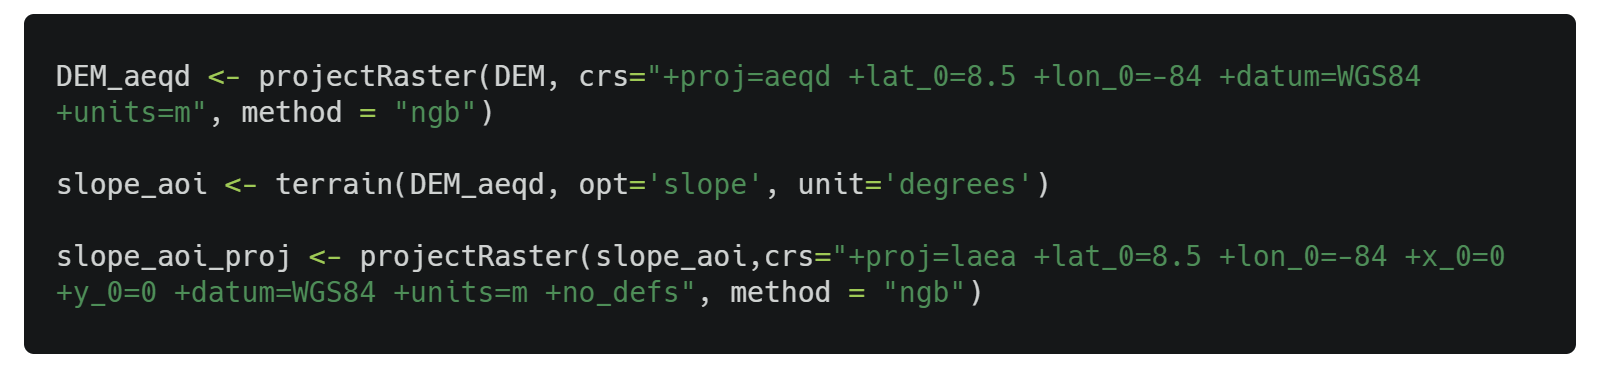 DEM_aeqd <- projectRaster(DEM, crs="+proj=aeqd +lat_0=8.5 +lon_0=-84 +datum=WGS84
+units=m", method = "ngb")
slope_aoi <- terrain(DEM_aeqd, opt='slope', unit='degrees')
slope_aoi_proj <- projectRaster(slope_aoi,crs="+proj=laea +lat_0=8.5 +lon_0=-84 +x_0=0
+y_0=0 +datum=WGS84 +units=m +no_defs", method = "ngb")